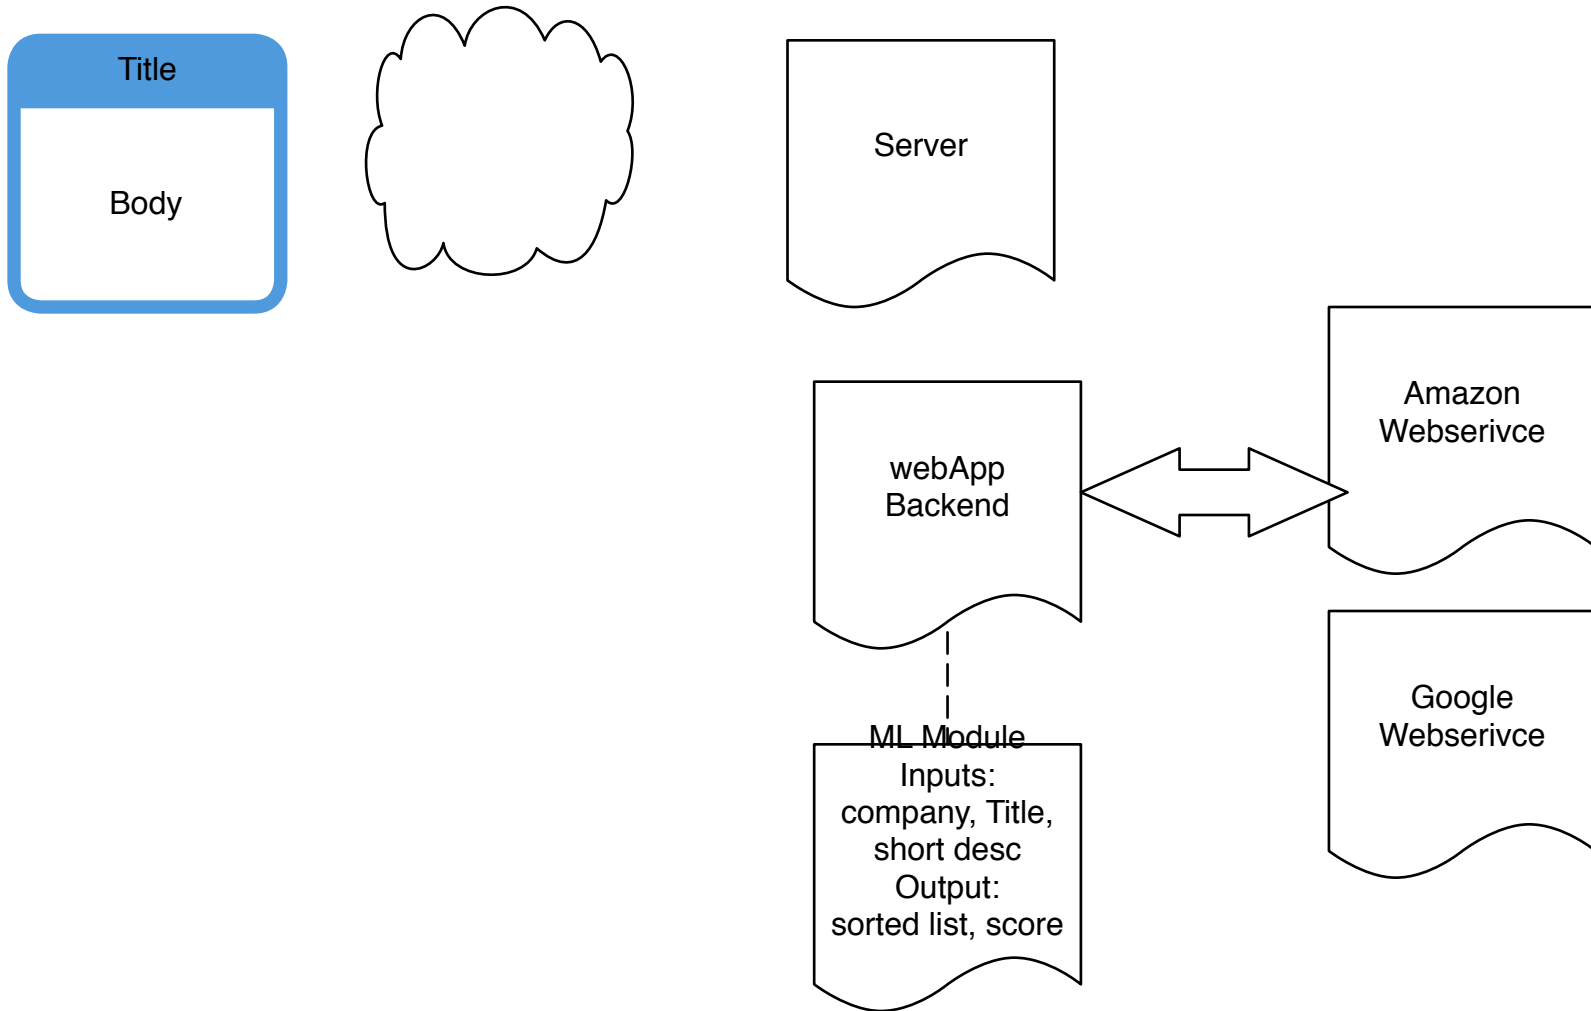 Title
Body
Server
Amazon
Webserivce
webApp
Backend
Google
Webserivce
ML Module
Inputs:
company, Title,
short desc
Output:
sorted list, score